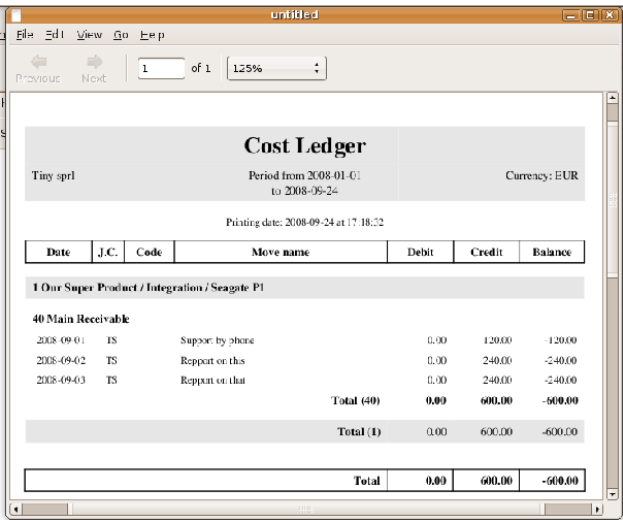 untitled
File Edit View Go Help
Previous Next 1 of 1 125%
Cost Ledger
Tiny sprl Period from 2008-01-01 Currency: EUR
to 2008-09-24
Printing date: 2008-09-24 at 17:18:32
Date J.C. Code Move name Debit Credit Balance
1 Our Super Product / Integration / Seagate P1
40 Main Receivable
2008-09-01 TS Support by phone 0.00 120.00 -120.00
2008-09-02 TS Repport on this 0.00 240.00 -240.00
2008-09-03 TS Repport on that 0.00 240.00 -240.00
Total (40) 0.00 600.00 -600.00
Total (1) 0.00 600.00 -600.00
Total 0.00 600.00 -600.00